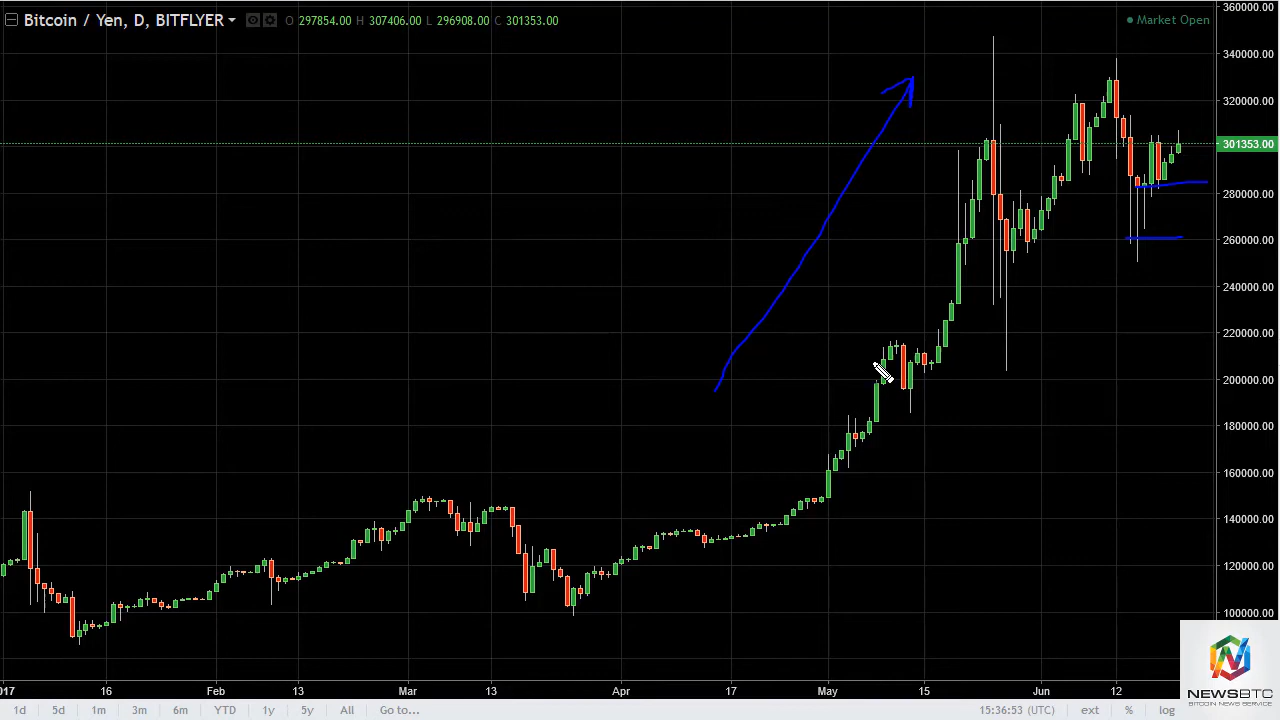 Bitcoin / Yen, D, BITFLYER O 297854.00 H 307406.00 L 296908.00 C 301353.00
Market Open
360000.00
340000.00
320000.00
301353.00
280000.00
260000.00
240000.00
220000.00
200000.00
180000.00
160000.00
140000.00
120000.00
100000.00
NEWSBTC
BITCOIN NEWS SERVICE
2017 16 Feb 13 Mar 13 Apr 17 May 15 Jun 12
1d 5d 1m 3m 6m YTD 1y 5y All Go to... 15:36:53 (UTC) ext % log